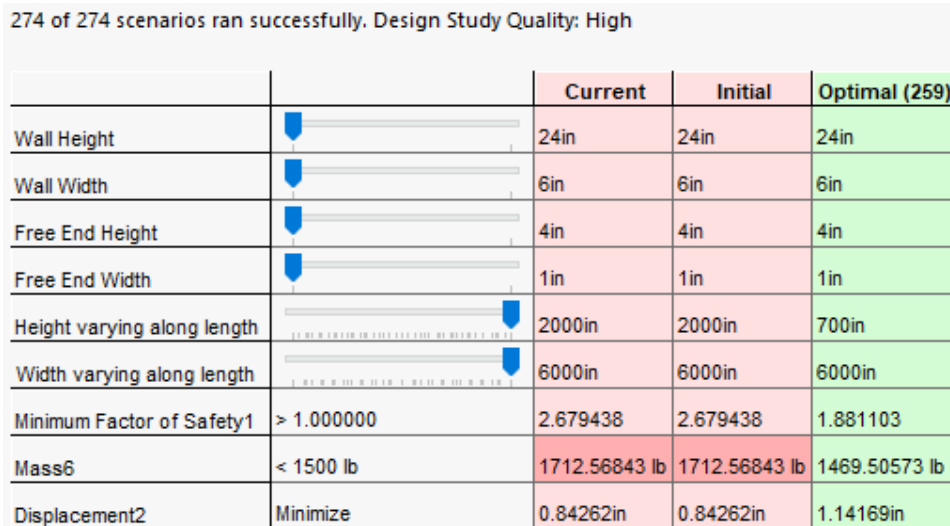 274 of 274 scenarios ran successfully. Design Study Quality: High
Current Initial Optimal (259)
Wall Height 24in 24in 24in
Wall Width 6in 6in 6in
Free End Height 4in 4in 4in
Free End Width 1in 1in 1in
Height varying along length 2000in 2000in 700in
Width varying along length 6000in 6000in 6000in
Minimum Factor of Safety1 > 1.000000 2.679438 2.679438 1.881103
Mass6 < 1500 lb 1712.56843 lb 1712.56843 lb 1469.50573 lb
Displacement2 Minimize 0.84262in 0.84262in 1.14169in